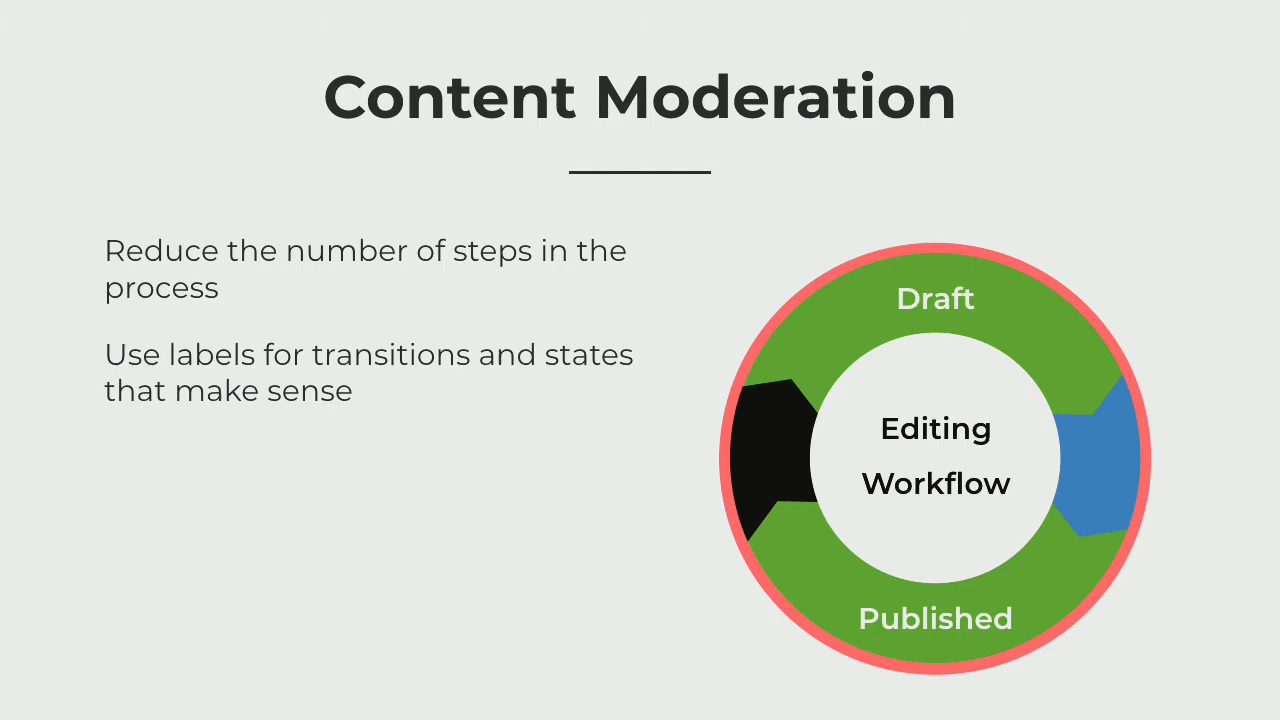 Content Moderation
Reduce the number of steps in the
process
Use labels for transitions and states
that make sense
Draft
Editing
Workflow
Published